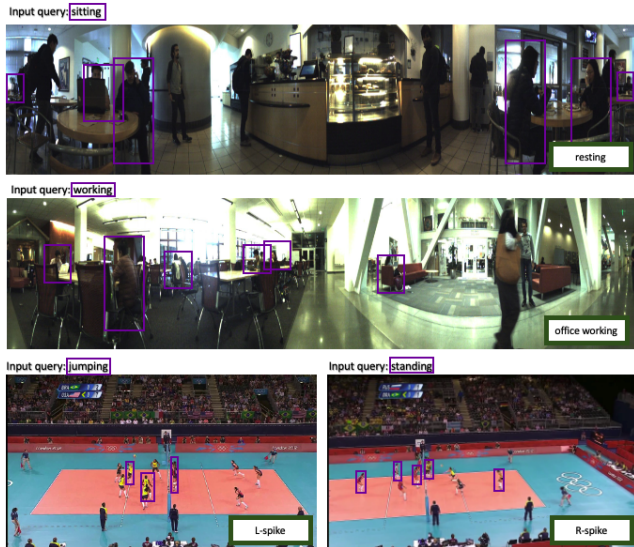 Input query: sitting
resting
Input query: working
office working
Input query: jumping
Input query: standing
L-spike
R-spike